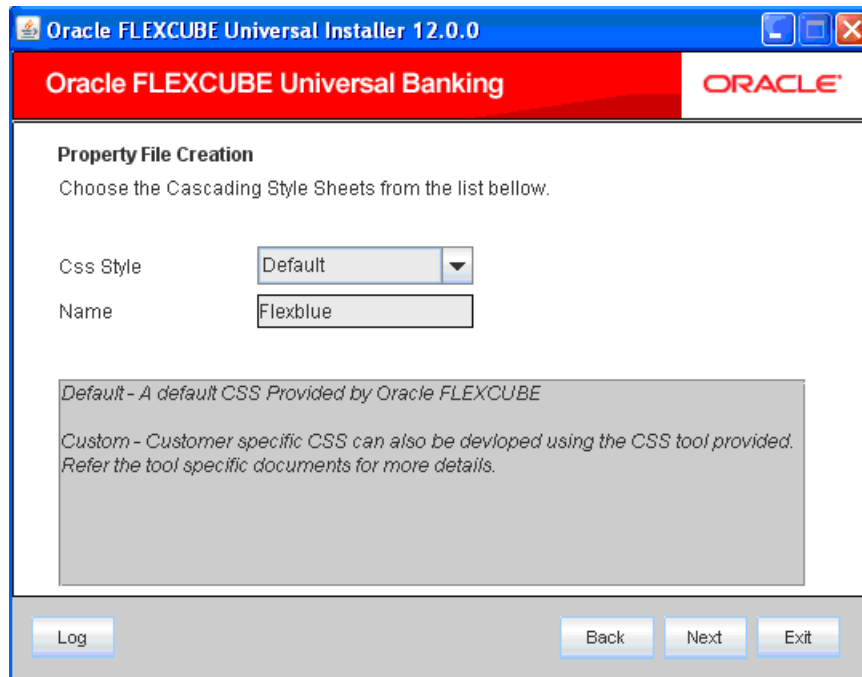 Oracle FLEXCUBE Universal Installer 12.0.0
Oracle FLEXCUBE Universal Banking
ORACLE
Property File Creation
Choose the Cascading Style Sheets from the list bellow.
Css Style
Default
Name
Flexblue
Default - A default CSS Provided by Oracle FLEXCUBE
Custom - Customer specific CSS can also be devloped using the CSS tool provided.
Refer the tool specific documents for more details.
Log
Back
Next
Exit